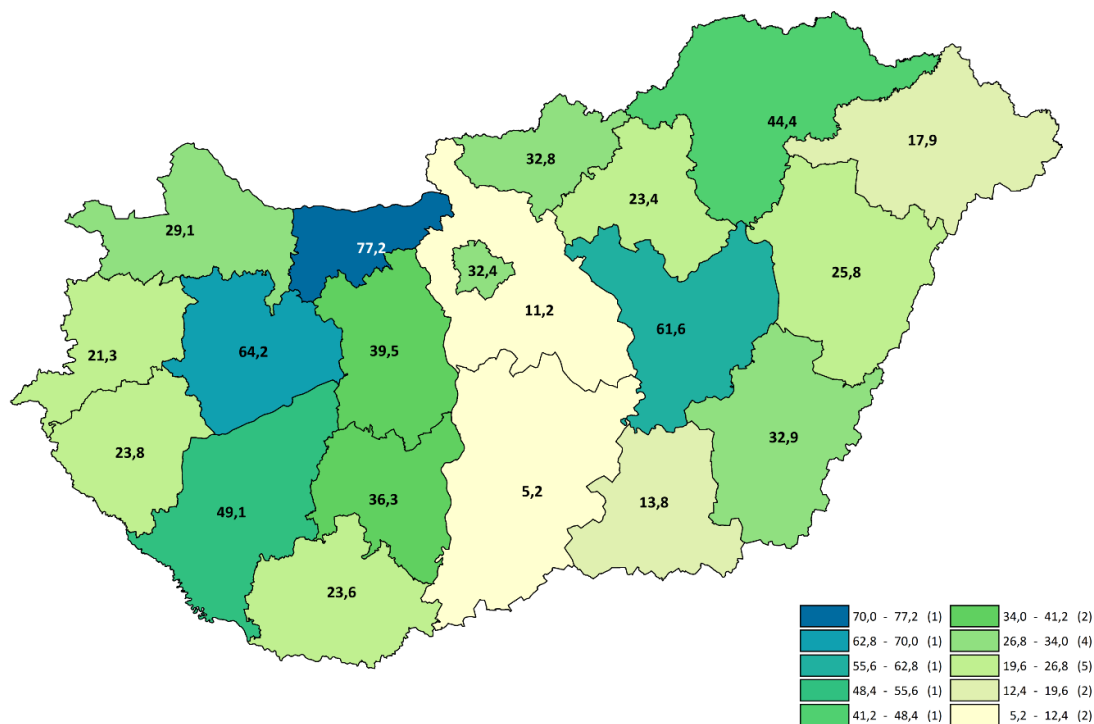 44,4
17,9
32,8
23,4
29,1
77,2
32,4
25,8
11,2
61,6
64,2
39,5
21,3
32,9
23,8
5,2
36,3
13,8
49,1
23,6
70,0 - 77,2 (1)
62,8 - 70,0 (1)
55,6 - 62,8 (1)
48,4 - 55,6 (1)
41,2 - 48,4 (1)
34,0 - 41,2 (2)
26,8 - 34,0 (4)
19,6 - 26,8 (5)
12,4 - 19,6 (2)
5,2 - 12,4 (2)